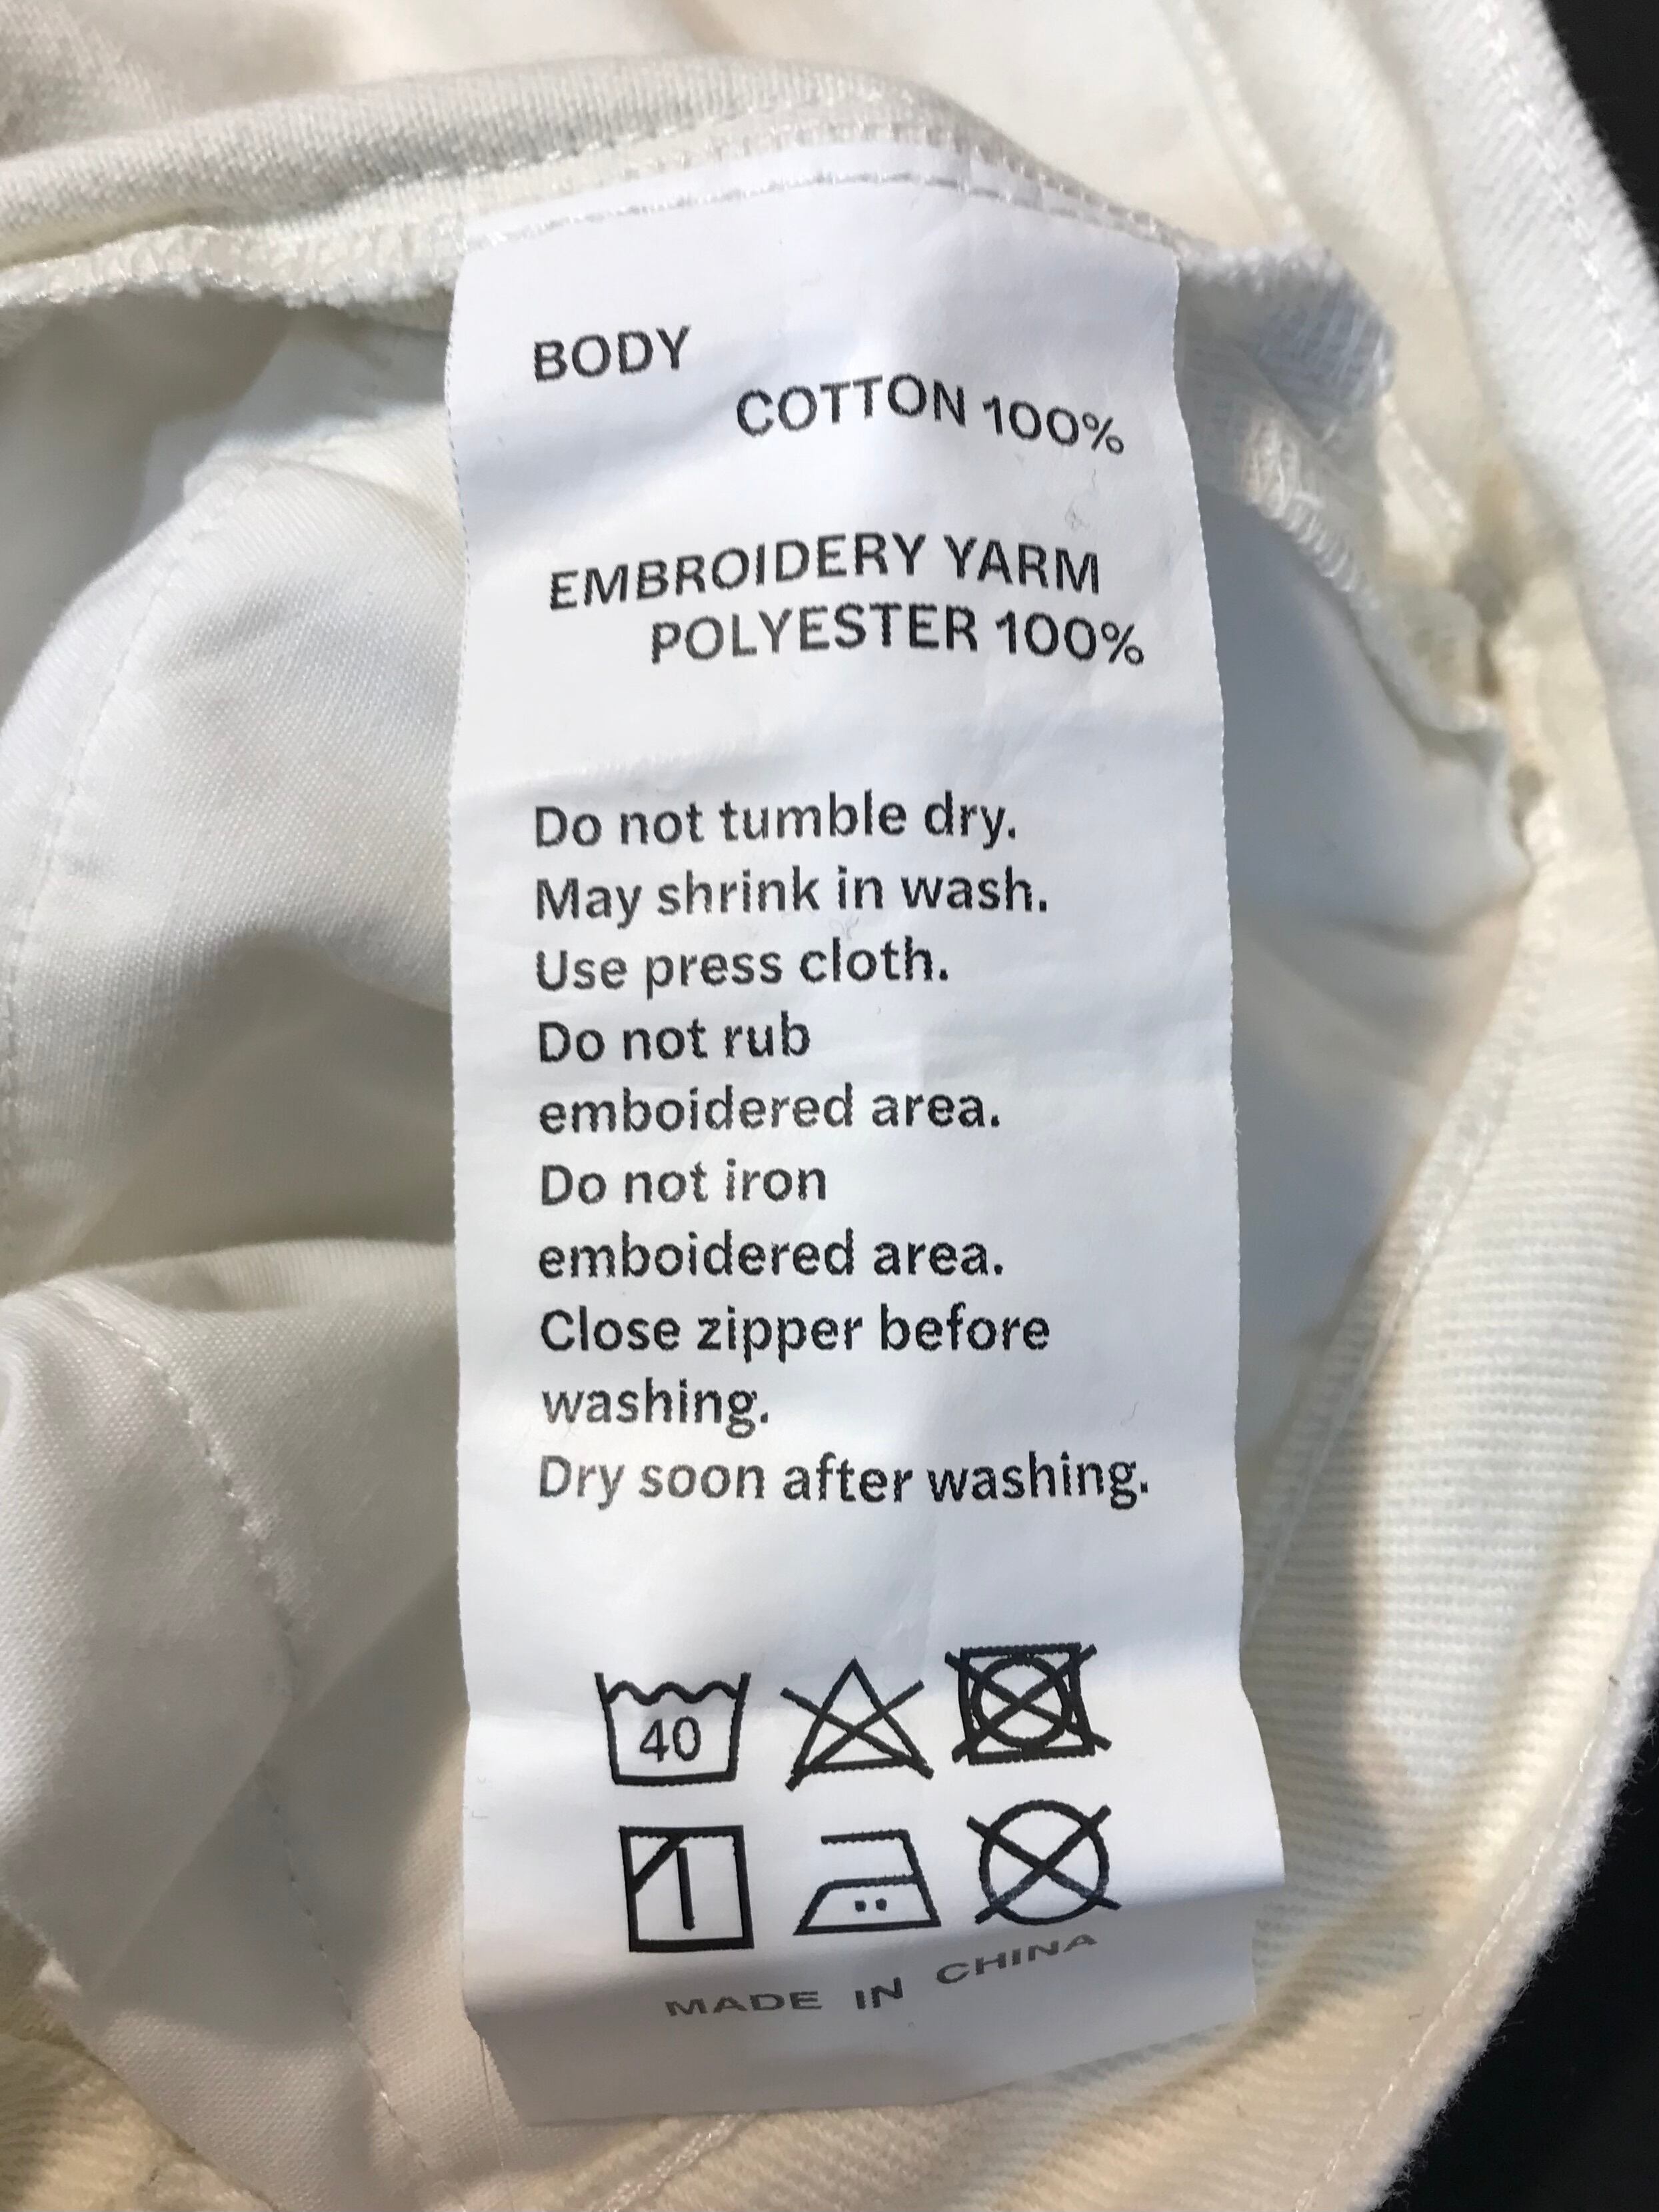 BODY
COTTON 100%
EMBROIDERY YARM
POLYESTER 100%
Do not tumble dry.
May shrink in wash.
Use press cloth.
Do not rub
emboidered area.
Do not iron
emboidered area.
Close zipper before
washing.
Dry soon after washing.
40
MADE IN CHINA